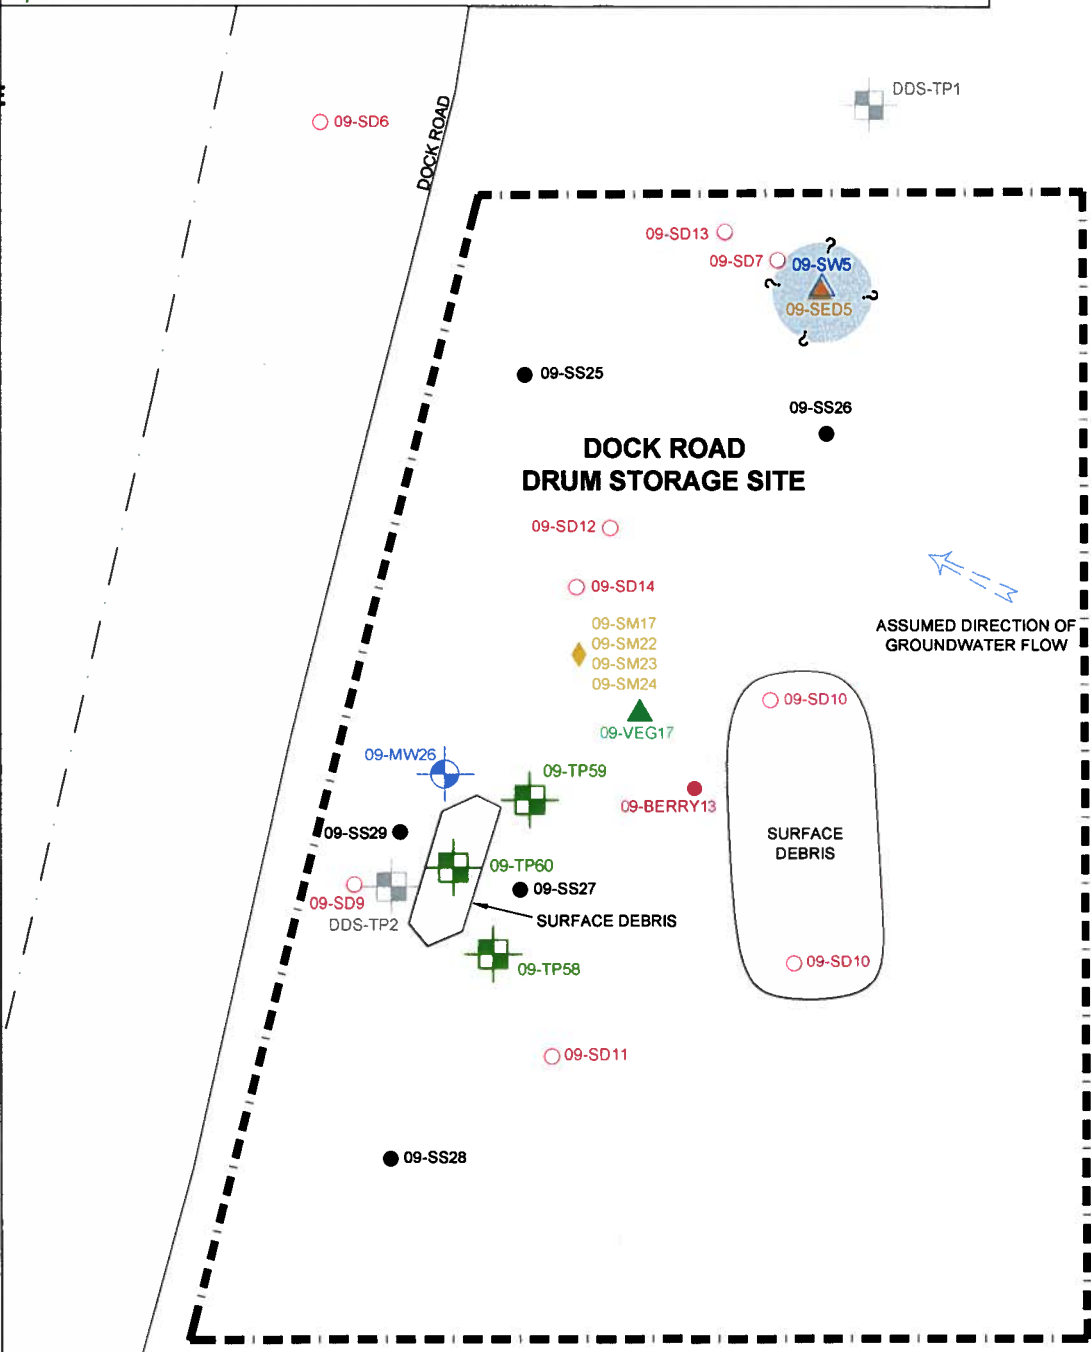 DDS-TP1
DOCK ROAD
09-SD6
09-SD13
?
09-SD7
09-SW5
?
?
09-SED5
?
09-SS25
09-SS26
DOCK ROAD
DRUM STORAGE SITE
09-SD12
09-SD14
ASSUMED DIRECTION OF
GROUNDWATER FLOW
09-SM17
09-SM22
09-SM23
09-SM24
09-SD10
09-VEG17
09-MW26
09-TP59
09-BERRY13
09-SS29
SURFACE
DEBRIS
09-TP60
09-SS27
09-SD9
DDS-TP2
SURFACE DEBRIS
09-TP58
09-SD10
09-SD11
09-SS28